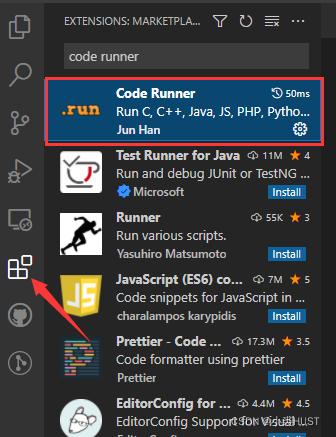 EXTENSIONS: MARKETPLA...
code runner
Code Runner 50ms
.run
Run C, C++, Java, JS, PHP, Pytho...
Jun Han
Test Runner for Java 11M 4
Run and debug JUnit or TestNG ...
Microsoft Install
Runner 55K 3
Run various scripts.
Yasuhiro Matsumoto Install
JavaScript (ES6) co... 7M 5
JS
Code snippets for JavaScript in ...
charalampos karypidis Install
Prettier - Code ... 17.3M 3.5
Code formatter using prettier
Prettier Install
EditorConfig for ... 4.4M 4.5
EditorConfig Support for Visual ...
EditorConfig Install